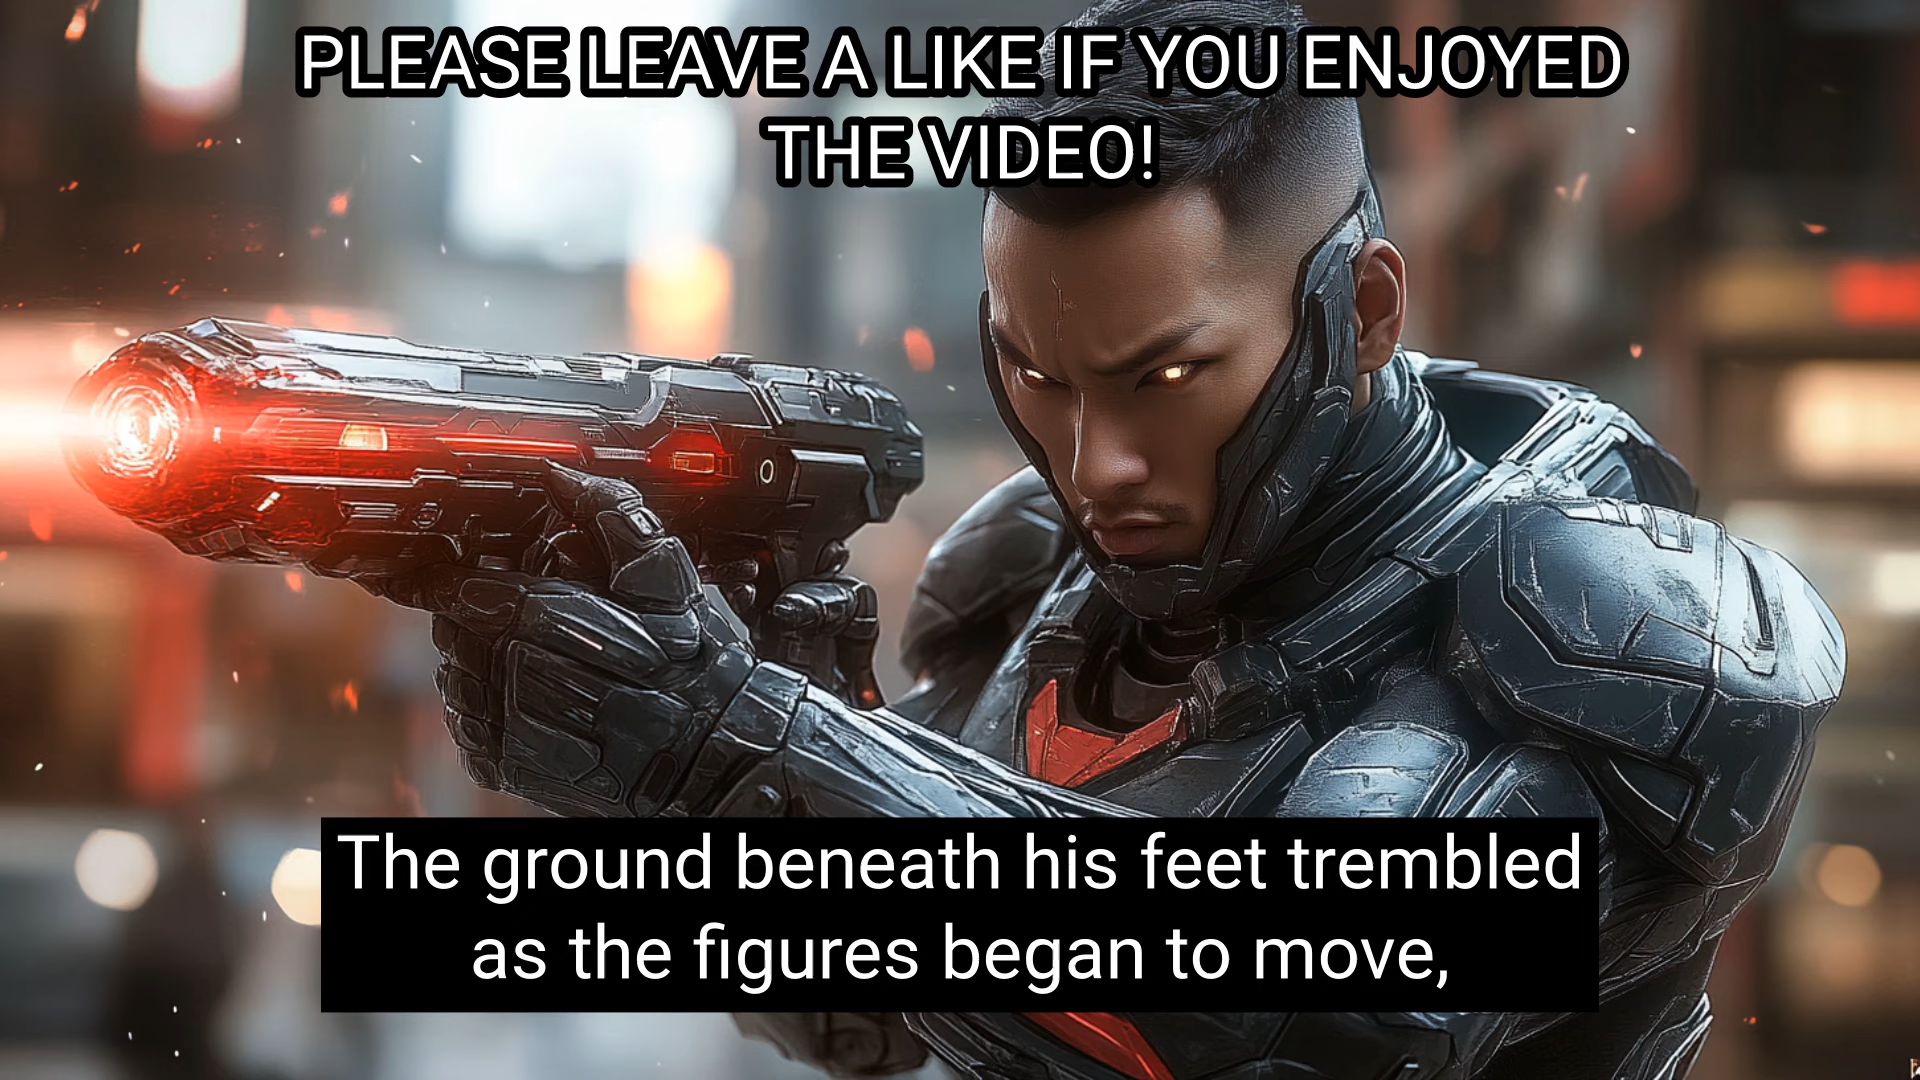 PLEASE LEAVE A LIKE IF YOU ENJOYED
THE VIDEO!
The ground beneath his feet trembled
as the figures began to move,